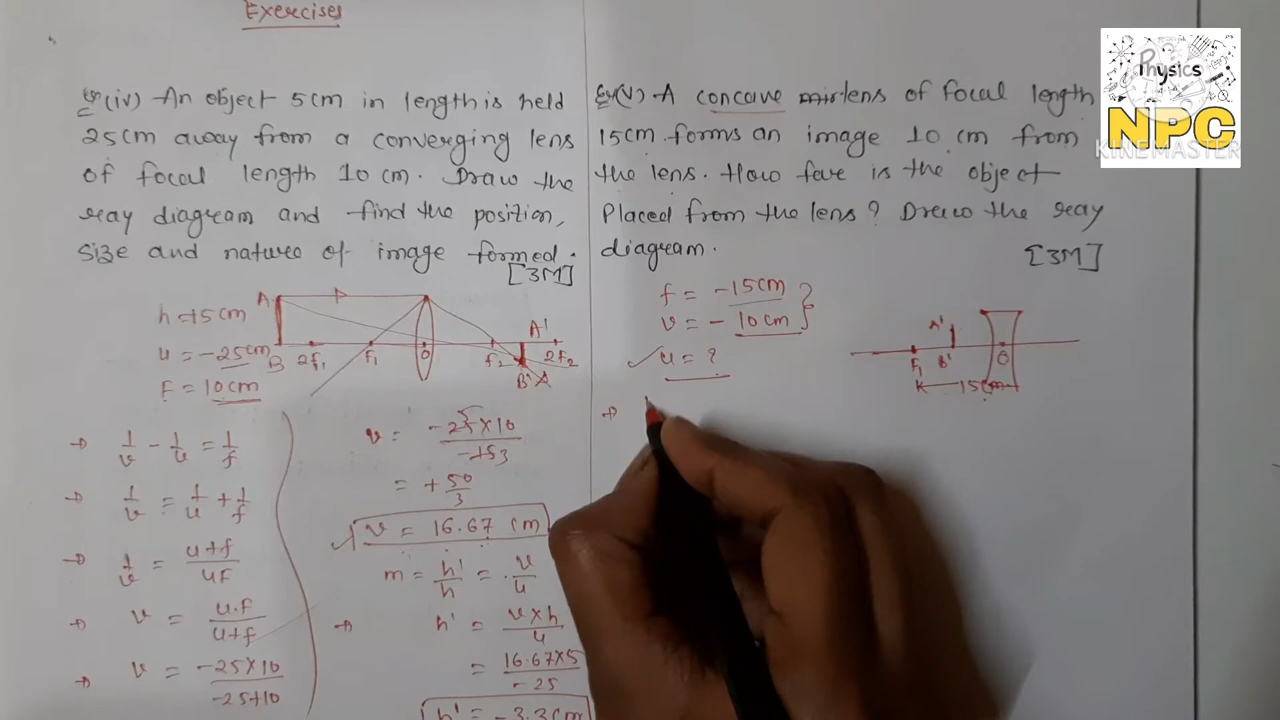 Exercises
Ex(iv) An object 5cm in length is held
25cm away from a converging lens
of focal length 10 cm. Draw the
ray diagram and find the position,
size and nature of image formed.
[3M]
h = +5cm
u = -25cm
F = 10cm
A
B
2F₁
F₁
O
F₂
2F₂
A'
B'
→ 1/v - 1/u = 1/f
→ 1/v = 1/u + 1/f
→ 1/v = u+f/uf
→ v = u.f/u+f
→ v = -25×10/-25+10
v = -25×10/-15
= +50/3
v = 16.67 cm
m = h'/h = v/u
→ h' = v×h/u
= 16.67×5/-25
h' = -3.3cm
Ex(v) A concave lens of focal length
15cm forms an image 10 cm from
the lens. How far is the object
Placed from the lens? Draw the ray
diagram.
[3M]
f = -15cm
v = -10cm
u = ?
→
A'
F₁
B'
O
15cm
Physics
NPC
KINEMASTER